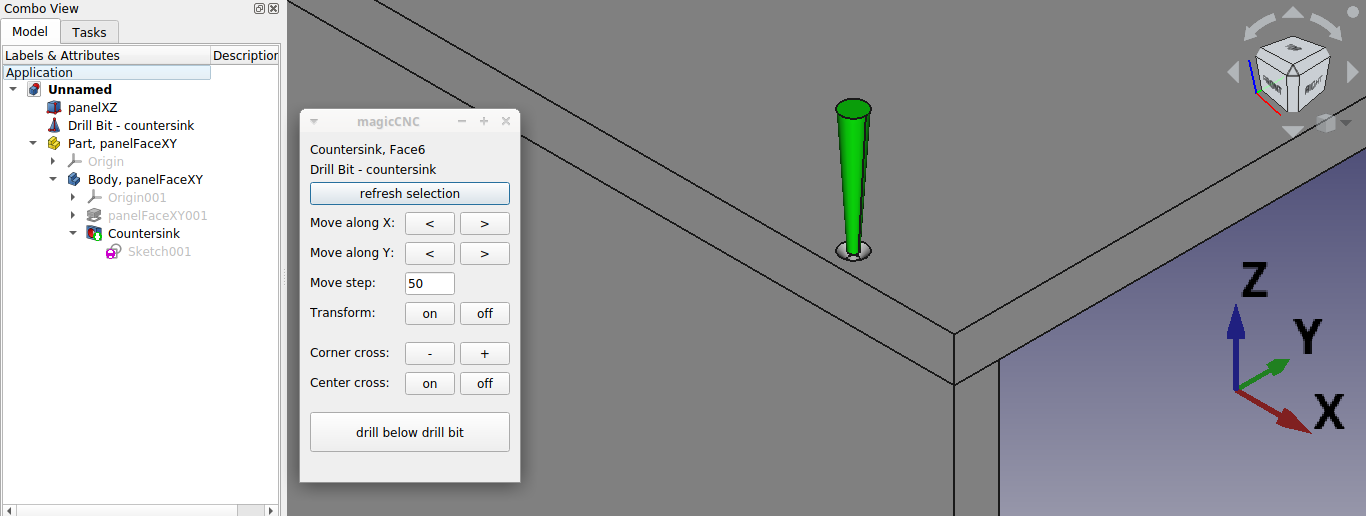 Combo View
Model Tasks
Labels & Attributes Description
Application
Unnamed
panelXZ
Drill Bit - countersink
Part, panelFaceXY
Origin
Body, panelFaceXY
Origin001
panelFaceXY001
Countersink
Sketch001
magicCNC
Countersink, Face6
Drill Bit - countersink
refresh selection
Move along X: < >
Move along Y: < >
Move step: 50
Transform: on off
Corner cross: - +
Center cross: on off
drill below drill bit
FRONT RIGHT
Z
Y
X